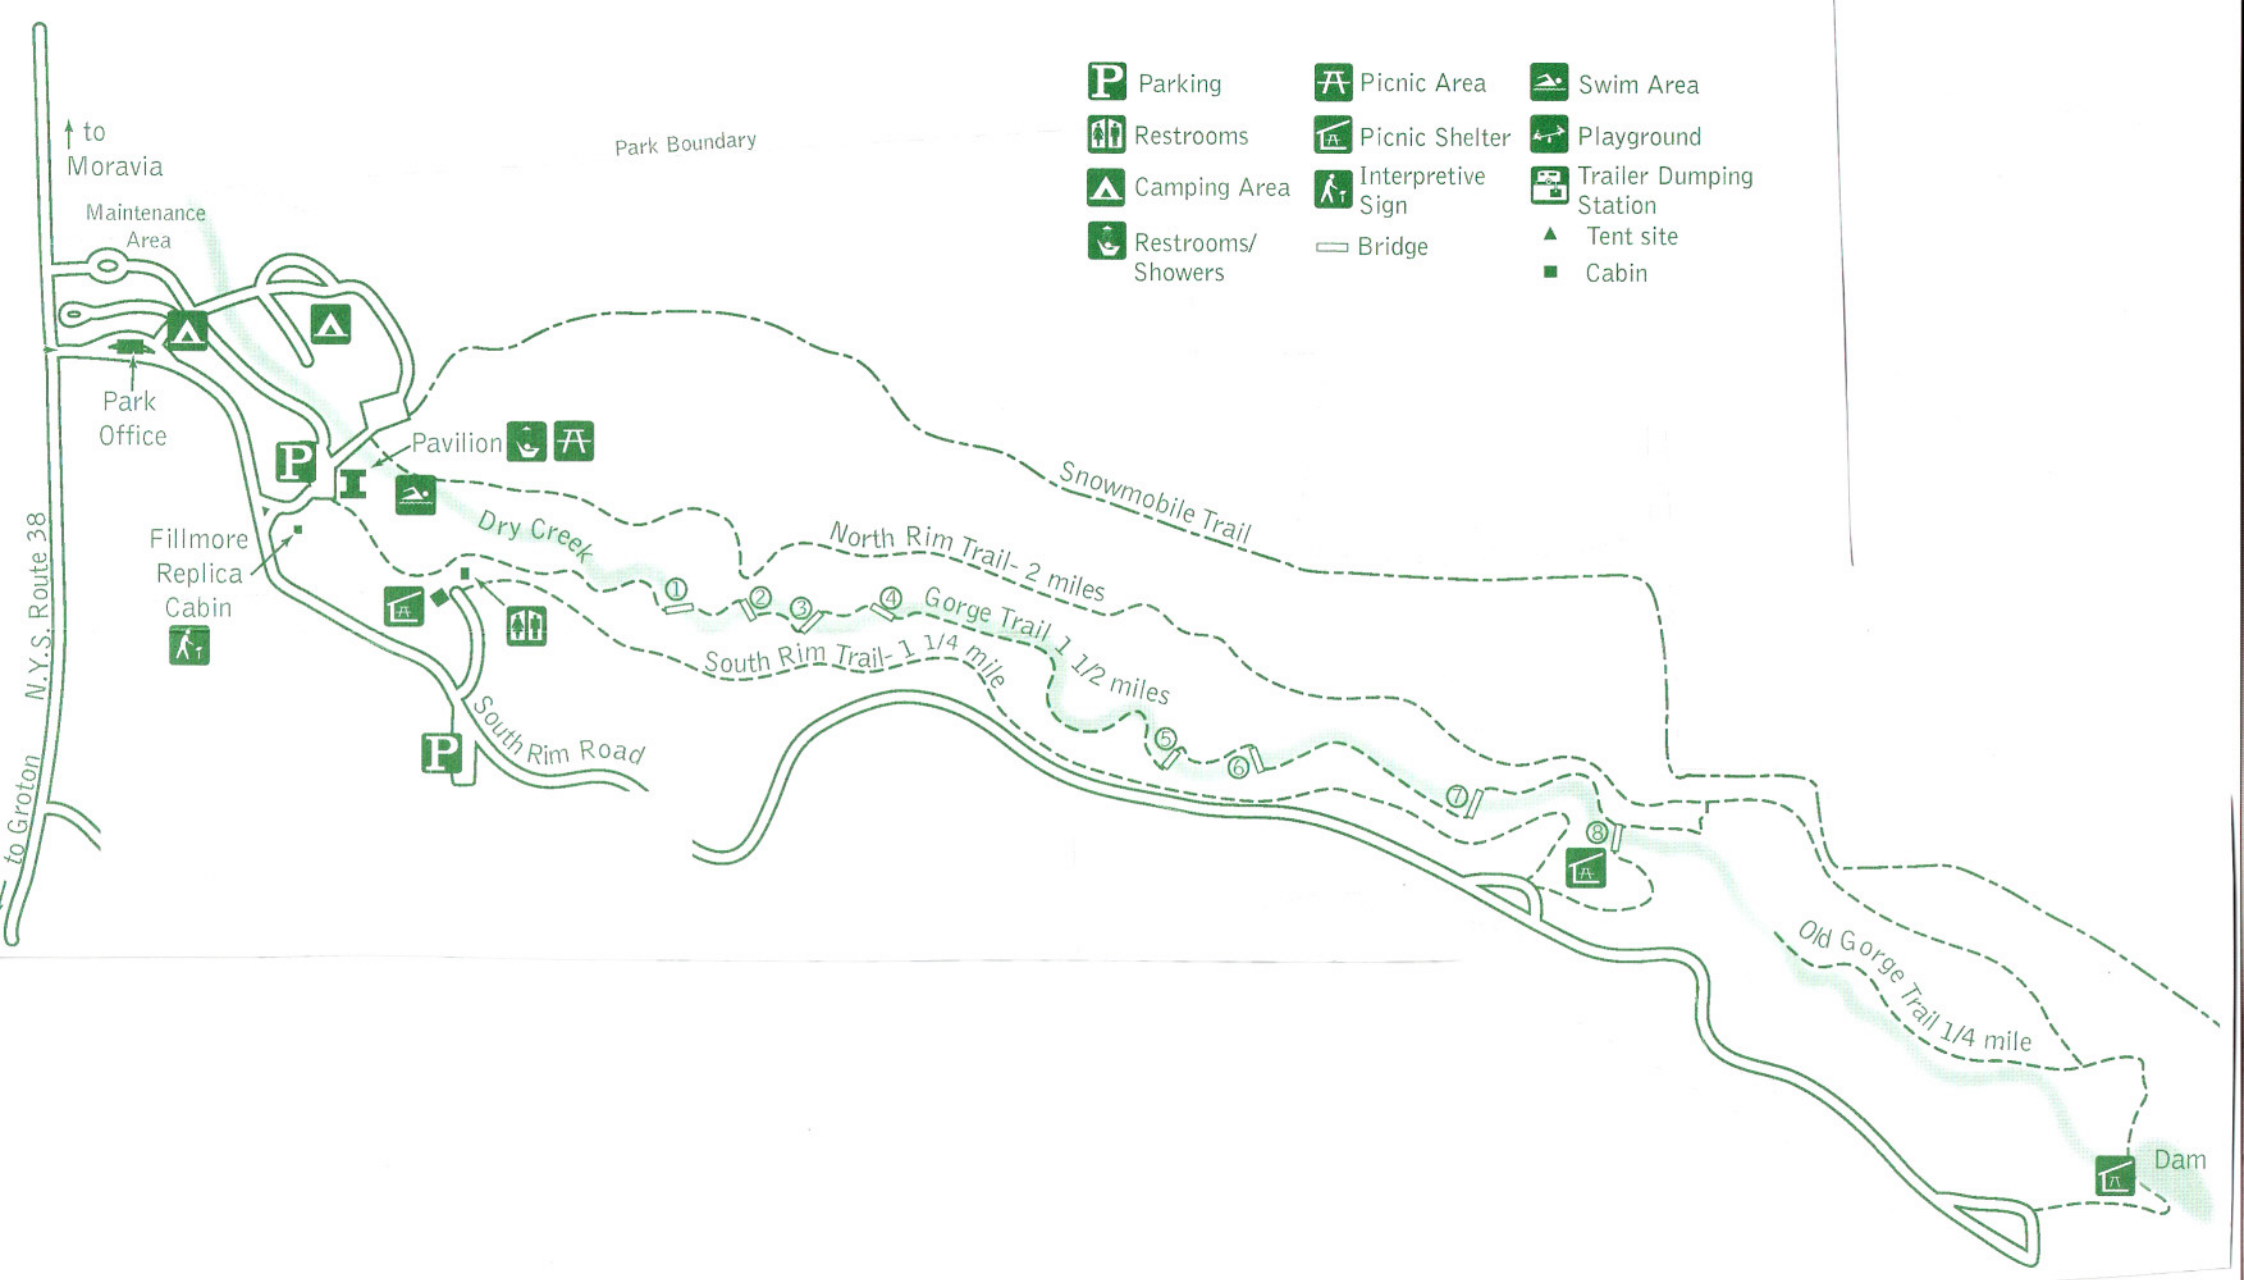 P Parking
Picnic Area
Swim Area
Restrooms
Picnic Shelter
Playground
Camping Area
Interpretive
Sign
Trailer Dumping
Station
Restrooms/
Showers
Bridge
Tent site
Cabin
to
Moravia
Park Boundary
Maintenance
Area
Park
Office
P
Pavilion
Snowmobile Trail
Dry Creek
North Rim Trail- 2 miles
N.Y.S. Route 38
Fillmore
Replica
Cabin
1
2
3
4
Gorge Trail 1 1/2 miles
South Rim Trail- 1 1/4 mile
South Rim Road
P
to Groton
5
6
7
8
Old Gorge Trail 1/4 mile
Dam